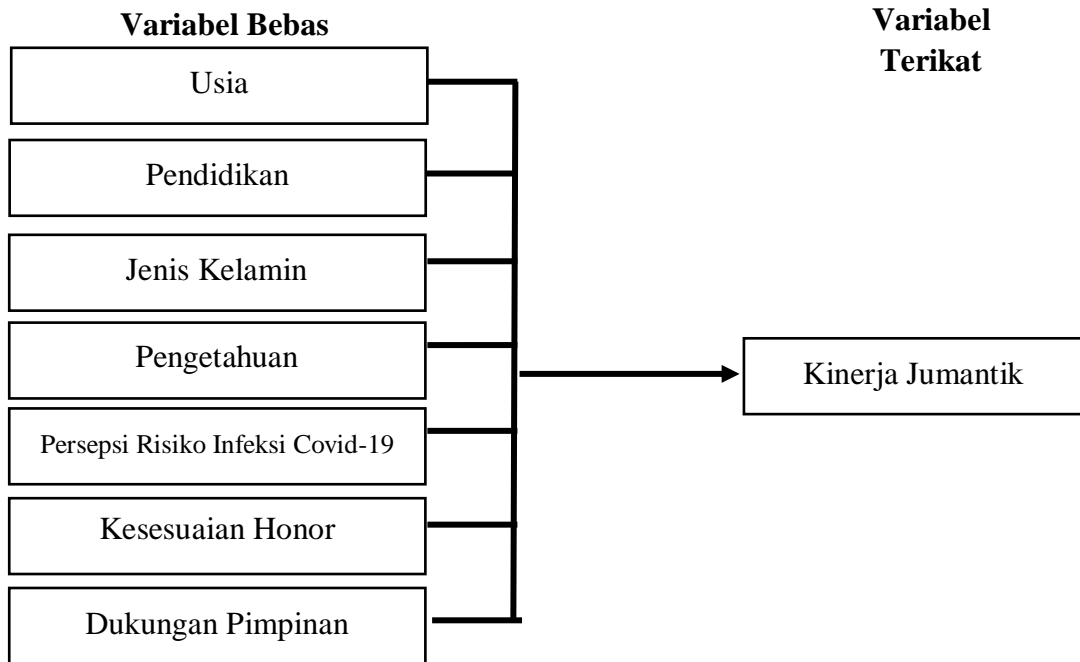 Variabel Bebas
Usia
Pendidikan
Jenis Kelamin
Pengetahuan
Persepsi Risiko Infeksi Covid-19
Kesesuaian Honor
Dukungan Pimpinan
Variabel
Terikat
Kinerja Jumantik